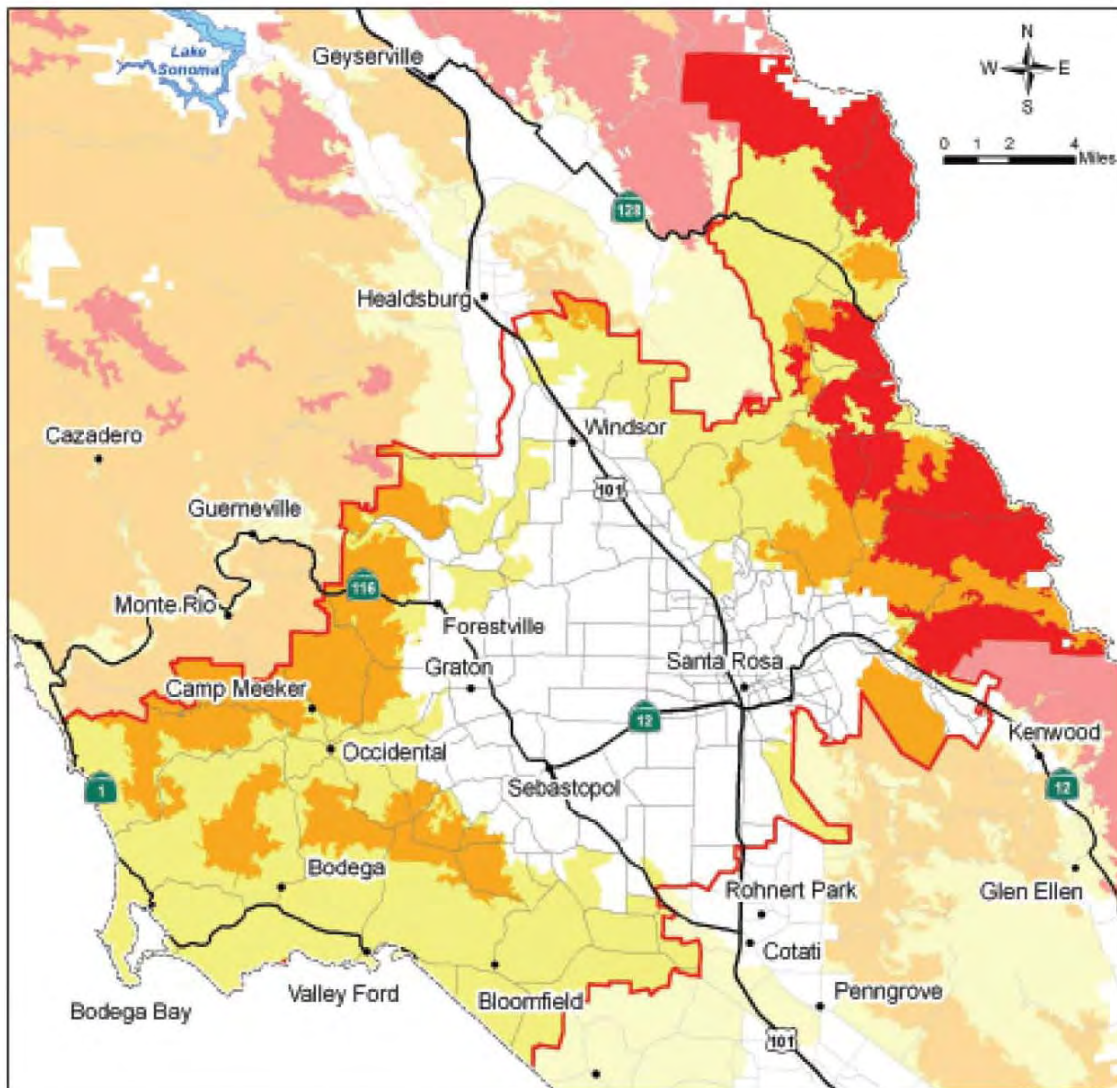 Lake
Sonoma
Geyserville
N
W E
S
0 1 2 4
Miles
128
Healdsburg
Windsor
Cazadero
101
Guerneville
116
Monte Rio
Forestville
Santa Rosa
Graton
Camp Meeker
12
Occidental
Kenwood
Sebastopol
1
12
Bodega
Rohnert Park
Glen Ellen
Cotati
Valley Ford
Bloomfield
Penngrove
Bodega Bay
101